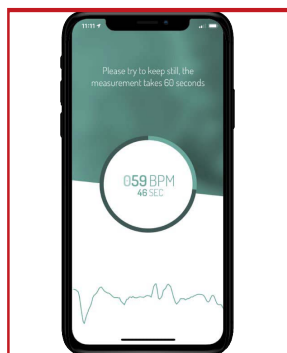 11:11
Please try to keep still, the
measurement takes 60 seconds
059 BPM
46 SEC